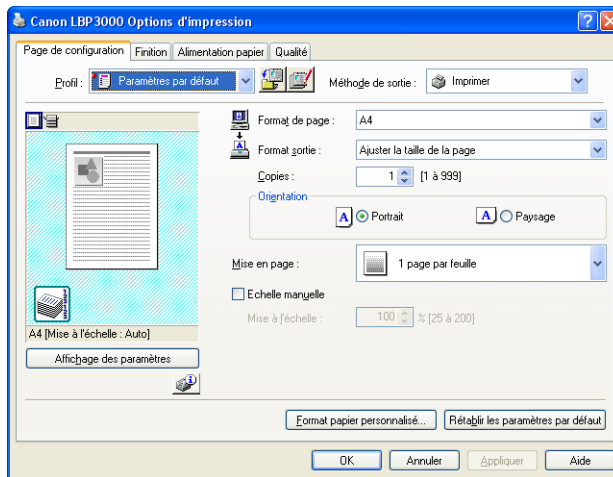 Canon LBP3000 Options d'impression
Page de configuration Finition Alimentation papier Qualité
Profil : Paramètres par défaut Méthode de sortie : Imprimer
Format de page : A4
Format sortie : Ajuster la taille de la page
Copies : 1 [1 à 999]
Orientation
A Portrait A Paysage
Mise en page : 1 page par feuille
Echelle manuelle
Mise à l'échelle : 100 % [25 à 200]
A4 [Mise à l'échelle : Auto]
Affichage des paramètres
Format papier personnalisé... Rétablir les paramètres par défaut
OK Annuler Appliquer Aide